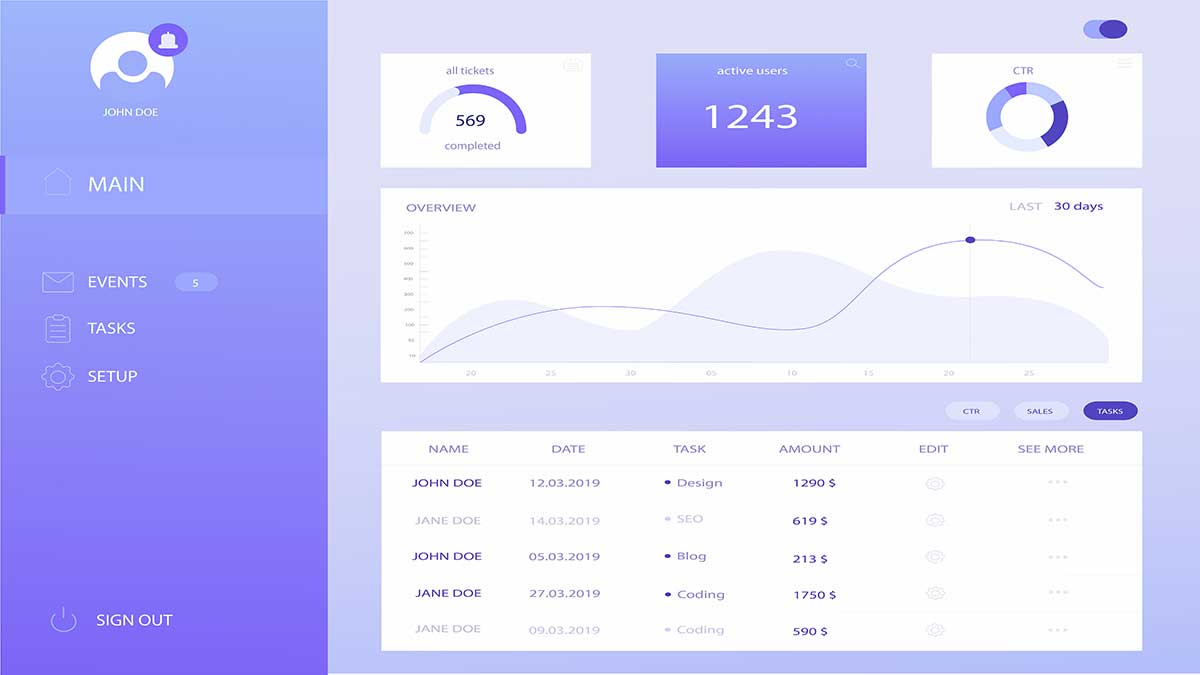 JOHN DOE
MAIN
EVENTS 5
TASKS
SETUP
SIGN OUT
all tickets
569
completed
active users
1243
CTR
OVERVIEW
LAST 30 days
400
300
200
100
10
20 25 30 05 10 15 20 25
CTR SALES TASKS
NAME DATE TASK AMOUNT EDIT SEE MORE
JOHN DOE 12.03.2019 • Design 1290 $
JANE DOE 14.03.2019 • SEO 619 $
JOHN DOE 05.03.2019 • Blog 213 $
JANE DOE 27.03.2019 • Coding 1750 $
JANE DOE 09.03.2019 • Coding 590 $